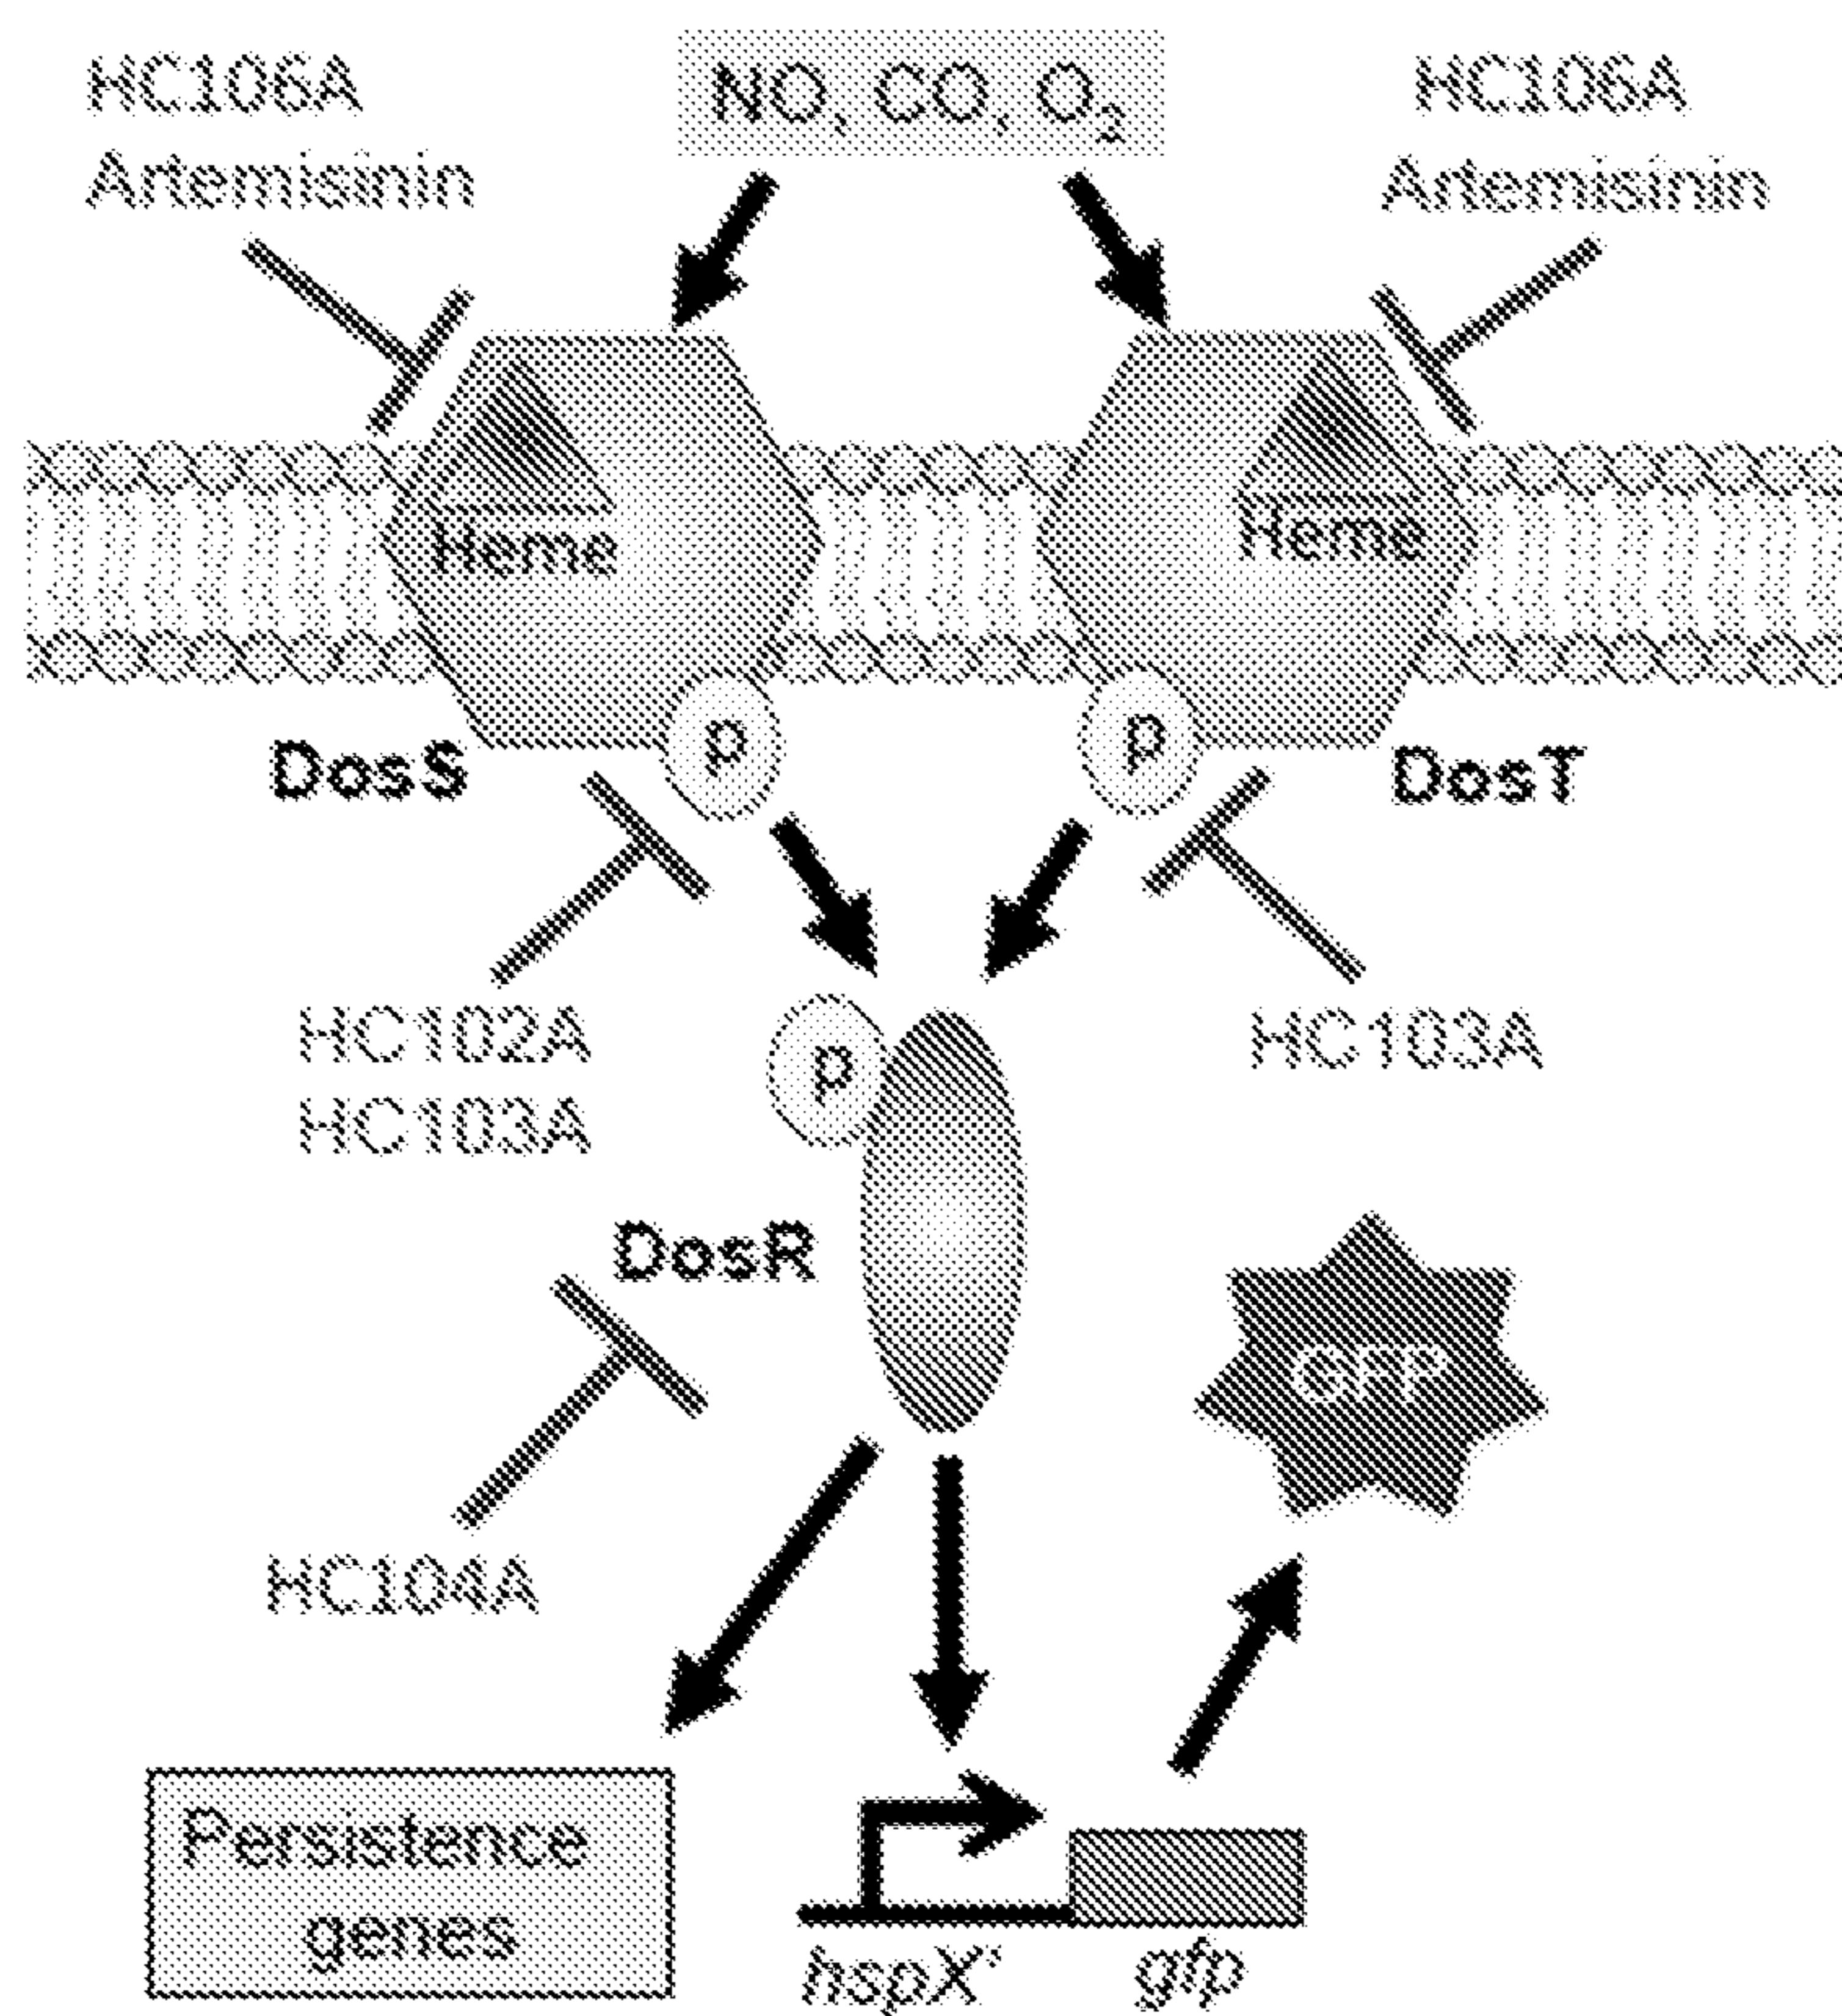 HC106A
Artemisinin
NO, CO, O₂
HC106A
Artemisinin
Heme
Heme
p
p
DosS
DosT
HC102A
HC103A
HC103A
p
DosR
GFP
HC104A
Persistence
genes
hspX'
gfp